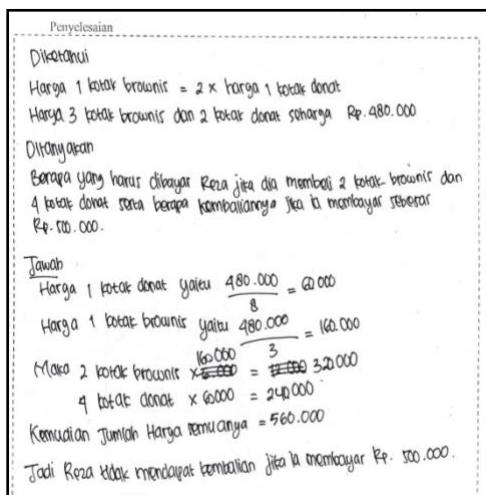 Penyelesaian
Diketahui
Harga 1 kotak brownis = 2 x harga 1 kotak donat
Harga 3 kotak brownis dan 2 kotak donat seharga Rp. 480.000
Ditanyakan
Berapa yang harus dibayar Reza jika dia membeli 2 kotak brownis dan
4 kotak donat serta berapa kembaliannya jika ia membayar sebesar
Rp. 500.000.
Jawab
Harga 1 kotak donat yaitu 480.000 / 8 = 60 000
Harga 1 kotak brownis yaitu 480.000 / 3 = 160.000
Maka 2 kotak brownis x 160 000 = 320000
4 kotak donat x 60000 = 240000
Kemudian Jumlah Harga semuanya = 560.000
Jadi Reza tidak mendapat kembalian jika ia membayar Rp. 500.000.